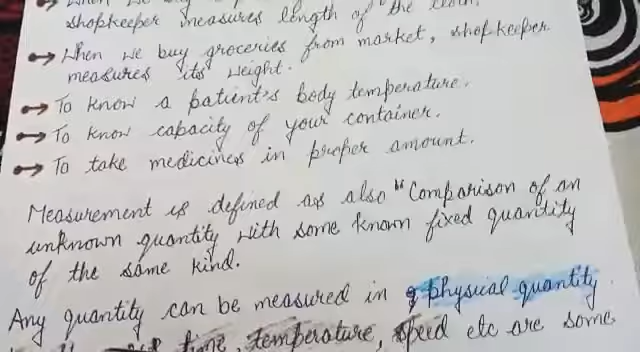 shopkeeper measures length of the cloth.
When we buy groceries from market, shopkeeper
measures its weight.
To know a patient's body temperature.
To know capacity of your container.
To take medicines in proper amount.
Measurement is defined as also "Comparison of an
unknown quantity with some known fixed quantity
of the same kind.
Any quantity can be measured in physical quantity
time, temperature, speed etc are some